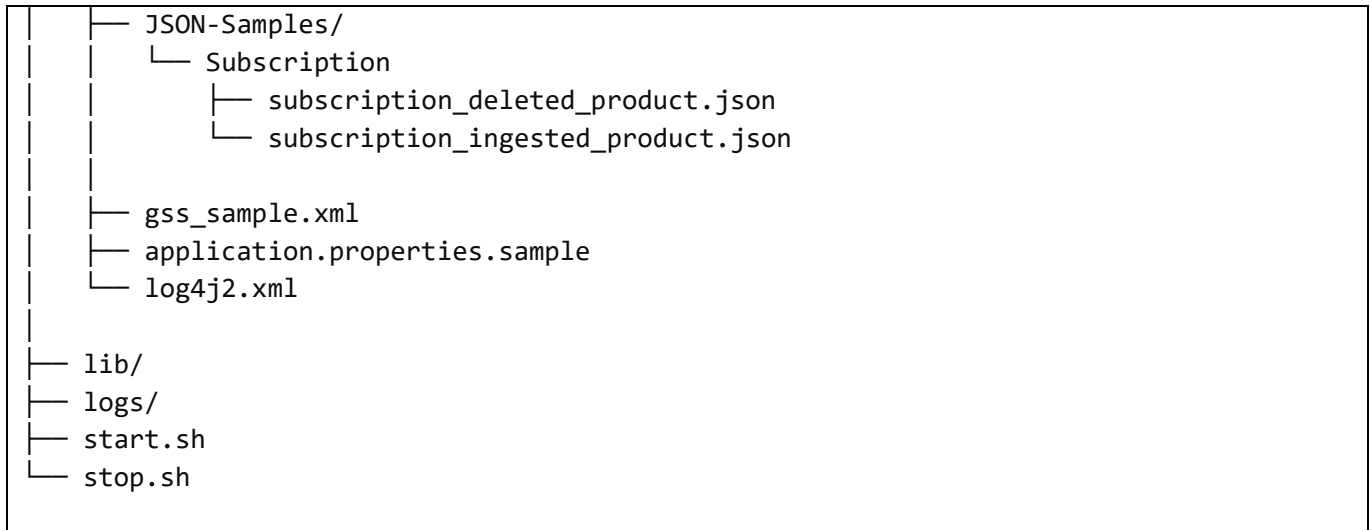 │   ├── JSON-Samples/
│   │   └── Subscription
│   │       ├── subscription_deleted_product.json
│   │       └── subscription_ingested_product.json
│   │
│   ├── gss_sample.xml
│   ├── application.properties.sample
│   └── log4j2.xml
│
├── lib/
├── logs/
├── start.sh
└── stop.sh